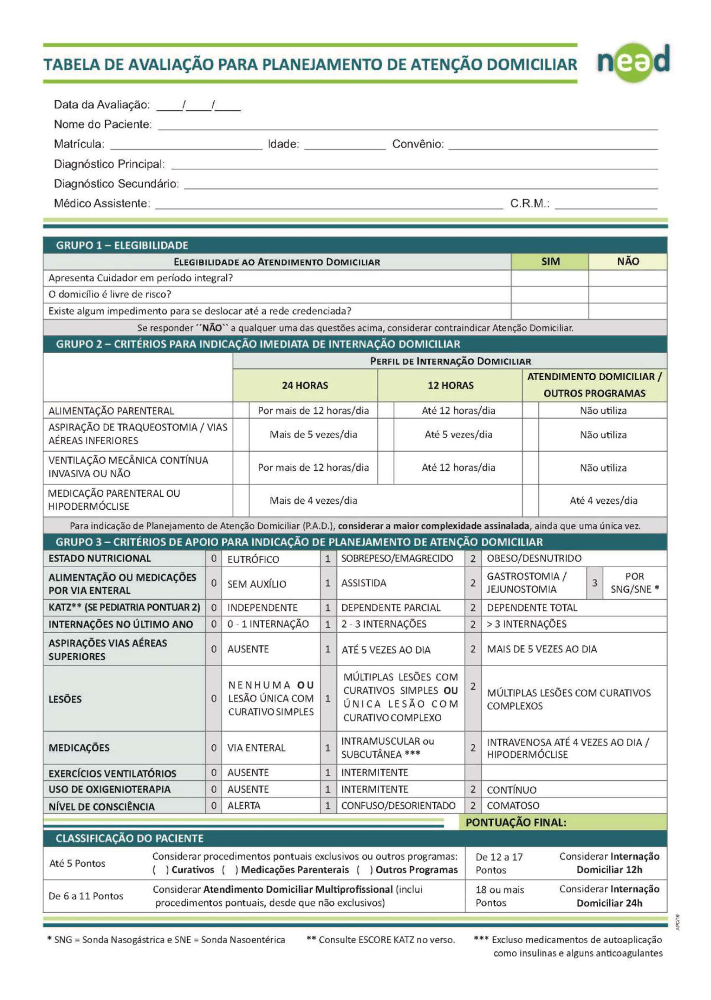 TABELA DE AVALIAÇÃO PARA PLANEJAMENTO DE ATENÇÃO DOMICILIAR
nead
Data da Avaliação: ____/____/____
Nome do Paciente:
Matrícula: Idade: Convênio:
Diagnóstico Principal:
Diagnóstico Secundário:
Médico Assistente: C.R.M.:
GRUPO 1 – ELEGIBILIDADE
ELEGIBILIDADE AO ATENDIMENTO DOMICILIAR SIM NÃO
Apresenta Cuidador em período integral?
O domicílio é livre de risco?
Existe algum impedimento para se deslocar até a rede credenciada?
Se responder ´´NÃO`` a qualquer uma das questões acima, considerar contraindicar Atenção Domiciliar.
GRUPO 2 – CRITÉRIOS PARA INDICAÇÃO IMEDIATA DE INTERNAÇÃO DOMICILIAR
PERFIL DE INTERNAÇÃO DOMICILIAR
24 HORAS 12 HORAS ATENDIMENTO DOMICILIAR /
OUTROS PROGRAMAS
ALIMENTAÇÃO PARENTERAL Por mais de 12 horas/dia Até 12 horas/dia Não utiliza
ASPIRAÇÃO DE TRAQUEOSTOMIA / VIAS
AÉREAS INFERIORES Mais de 5 vezes/dia Até 5 vezes/dia Não utiliza
VENTILAÇÃO MECÂNICA CONTÍNUA
INVASIVA OU NÃO Por mais de 12 horas/dia Até 12 horas/dia Não utiliza
MEDICAÇÃO PARENTERAL OU
HIPODERMÓCLISE Mais de 4 vezes/dia Até 4 vezes/dia
Para indicação de Planejamento de Atenção Domiciliar (P.A.D.), considerar a maior complexidade assinalada, ainda que uma única vez.
GRUPO 3 – CRITÉRIOS DE APOIO PARA INDICAÇÃO DE PLANEJAMENTO DE ATENÇÃO DOMICILIAR
ESTADO NUTRICIONAL 0 EUTRÓFICO 1 SOBREPESO/EMAGRECIDO 2 OBESO/DESNUTRIDO
ALIMENTAÇÃO OU MEDICAÇÕES
POR VIA ENTERAL 0 SEM AUXÍLIO 1 ASSISTIDA 2 GASTROSTOMIA /
JEJUNOSTOMIA 3 POR
SNG/SNE *
KATZ** (SE PEDIATRIA PONTUAR 2) 0 INDEPENDENTE 1 DEPENDENTE PARCIAL 2 DEPENDENTE TOTAL
INTERNAÇÕES NO ÚLTIMO ANO 0 0 - 1 INTERNAÇÃO 1 2 - 3 INTERNAÇÕES 2 > 3 INTERNAÇÕES
ASPIRAÇÕES VIAS AÉREAS
SUPERIORES 0 AUSENTE 1 ATÉ 5 VEZES AO DIA 2 MAIS DE 5 VEZES AO DIA
LESÕES 0 NENHUMA OU
LESÃO ÚNICA COM
CURATIVO SIMPLES 1 MÚLTIPLAS LESÕES COM
CURATIVOS SIMPLES OU
ÚNICA LESÃO COM
CURATIVO COMPLEXO 2 MÚLTIPLAS LESÕES COM CURATIVOS
COMPLEXOS
MEDICAÇÕES 0 VIA ENTERAL 1 INTRAMUSCULAR ou
SUBCUTÂNEA *** 2 INTRAVENOSA ATÉ 4 VEZES AO DIA /
HIPODERMÓCLISE
EXERCÍCIOS VENTILATÓRIOS 0 AUSENTE 1 INTERMITENTE
USO DE OXIGENIOTERAPIA 0 AUSENTE 1 INTERMITENTE 2 CONTÍNUO
NÍVEL DE CONSCIÊNCIA 0 ALERTA 1 CONFUSO/DESORIENTADO 2 COMATOSO
PONTUAÇÃO FINAL:
CLASSIFICAÇÃO DO PACIENTE
Até 5 Pontos Considerar procedimentos pontuais exclusivos ou outros programas:
( ) Curativos ( ) Medicações Parenterais ( ) Outros Programas
De 12 a 17
Pontos Considerar Internação
Domiciliar 12h
De 6 a 11 Pontos Considerar Atendimento Domiciliar Multiprofissional (inclui
procedimentos pontuais, desde que não exclusivos)
18 ou mais
Pontos Considerar Internação
Domiciliar 24h
APC/16
* SNG = Sonda Nasogástrica e SNE = Sonda Nasoentérica ** Consulte ESCORE KATZ no verso. *** Excluso medicamentos de autoaplicação
como insulinas e alguns anticoagulantes